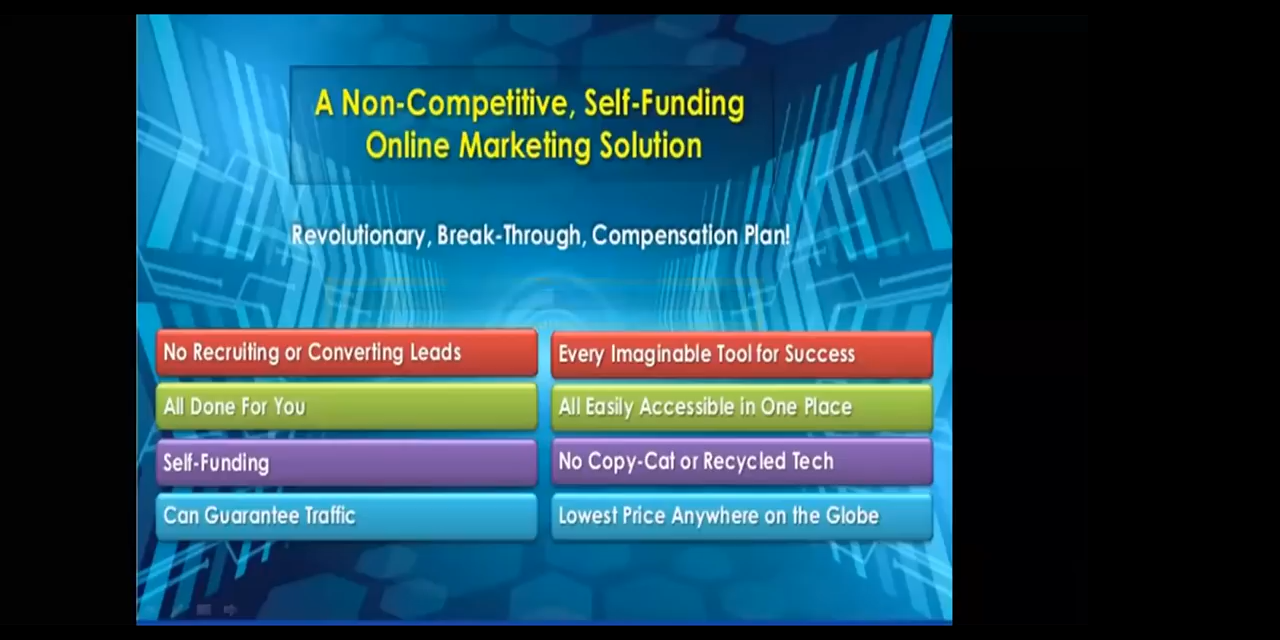 A Non-Competitive, Self-Funding
Online Marketing Solution
Revolutionary, Break-Through, Compensation Plan!
No Recruiting or Converting Leads
All Done For You
Self-Funding
Can Guarantee Traffic
Every Imaginable Tool for Success
All Easily Accessible in One Place
No Copy-Cat or Recycled Tech
Lowest Price Anywhere on the Globe